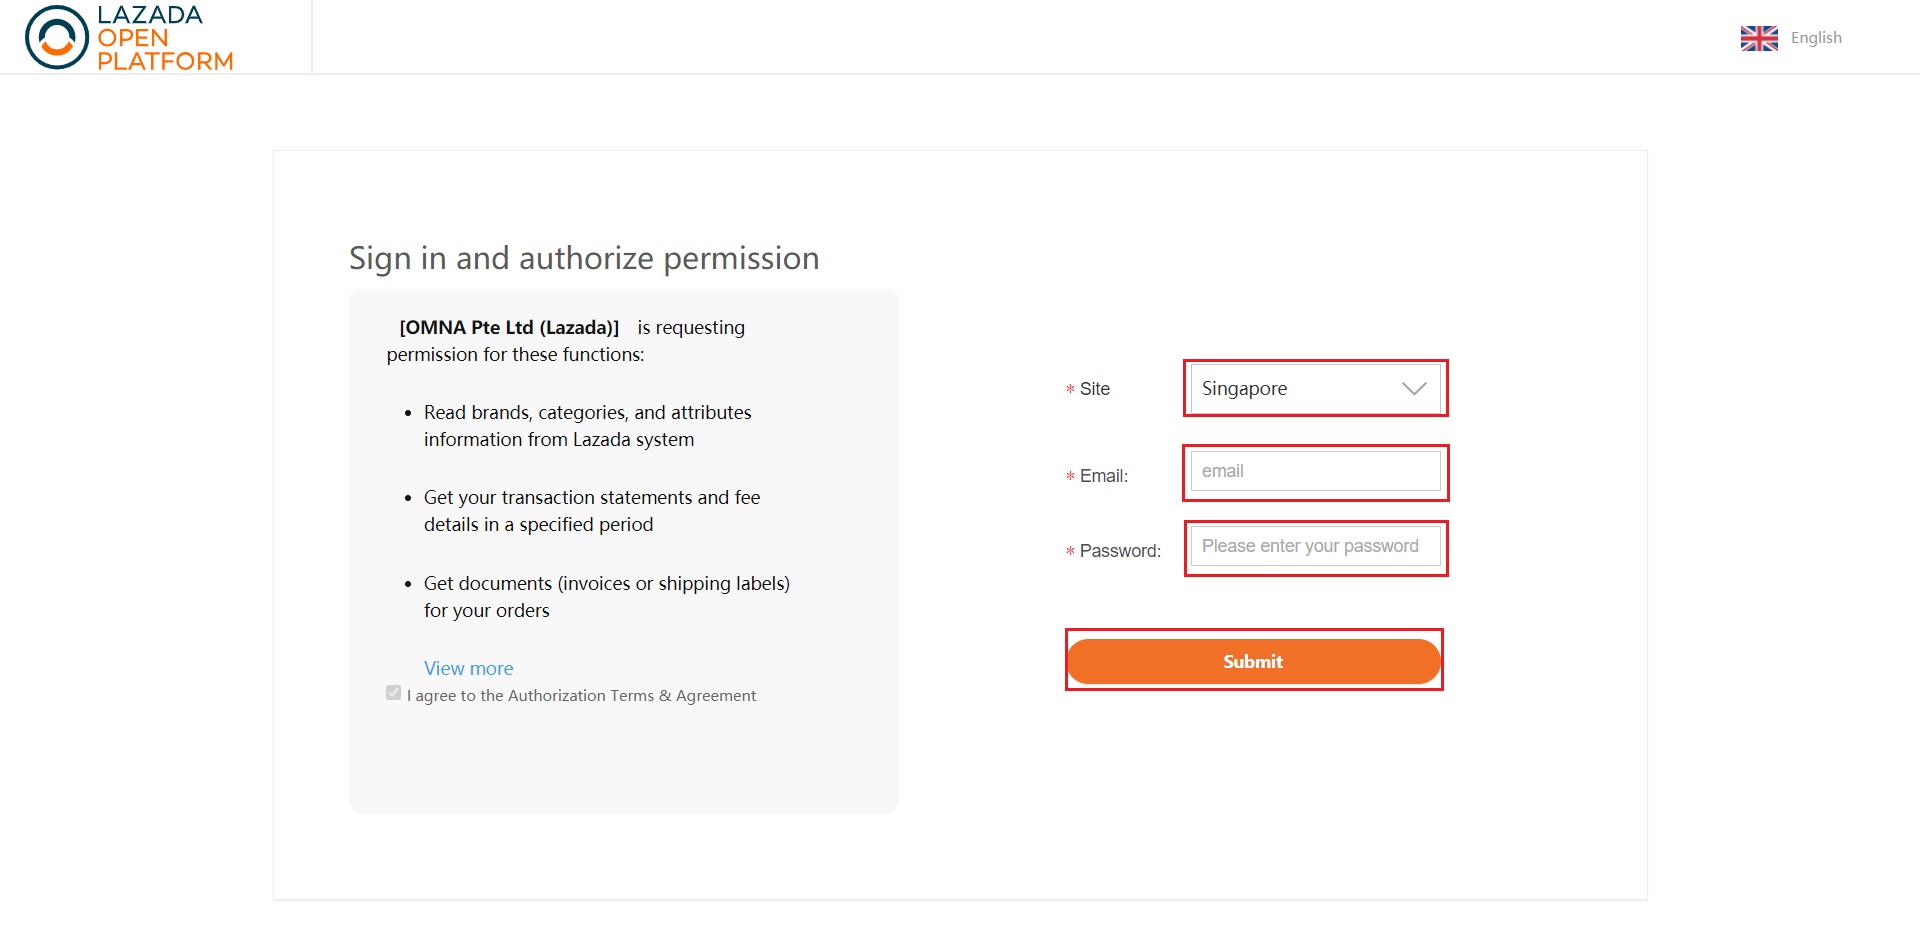 LAZADA
OPEN
PLATFORM
English
Sign in and authorize permission
[OMNA Pte Ltd (Lazada)] is requesting
permission for these functions:
• Read brands, categories, and attributes
information from Lazada system
• Get your transaction statements and fee
details in a specified period
• Get documents (invoices or shipping labels)
for your orders
View more
I agree to the Authorization Terms & Agreement
* Site
Singapore
* Email:
email
* Password:
Please enter your password
Submit